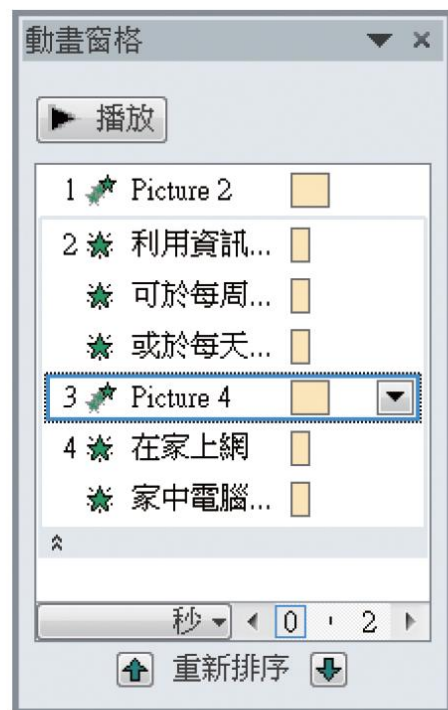 動畫窗格
播放
1 Picture 2
2 利用資訊...
可於每周...
或於每天...
3 Picture 4
4 在家上網
家中電腦...
秒 0 2
重新排序